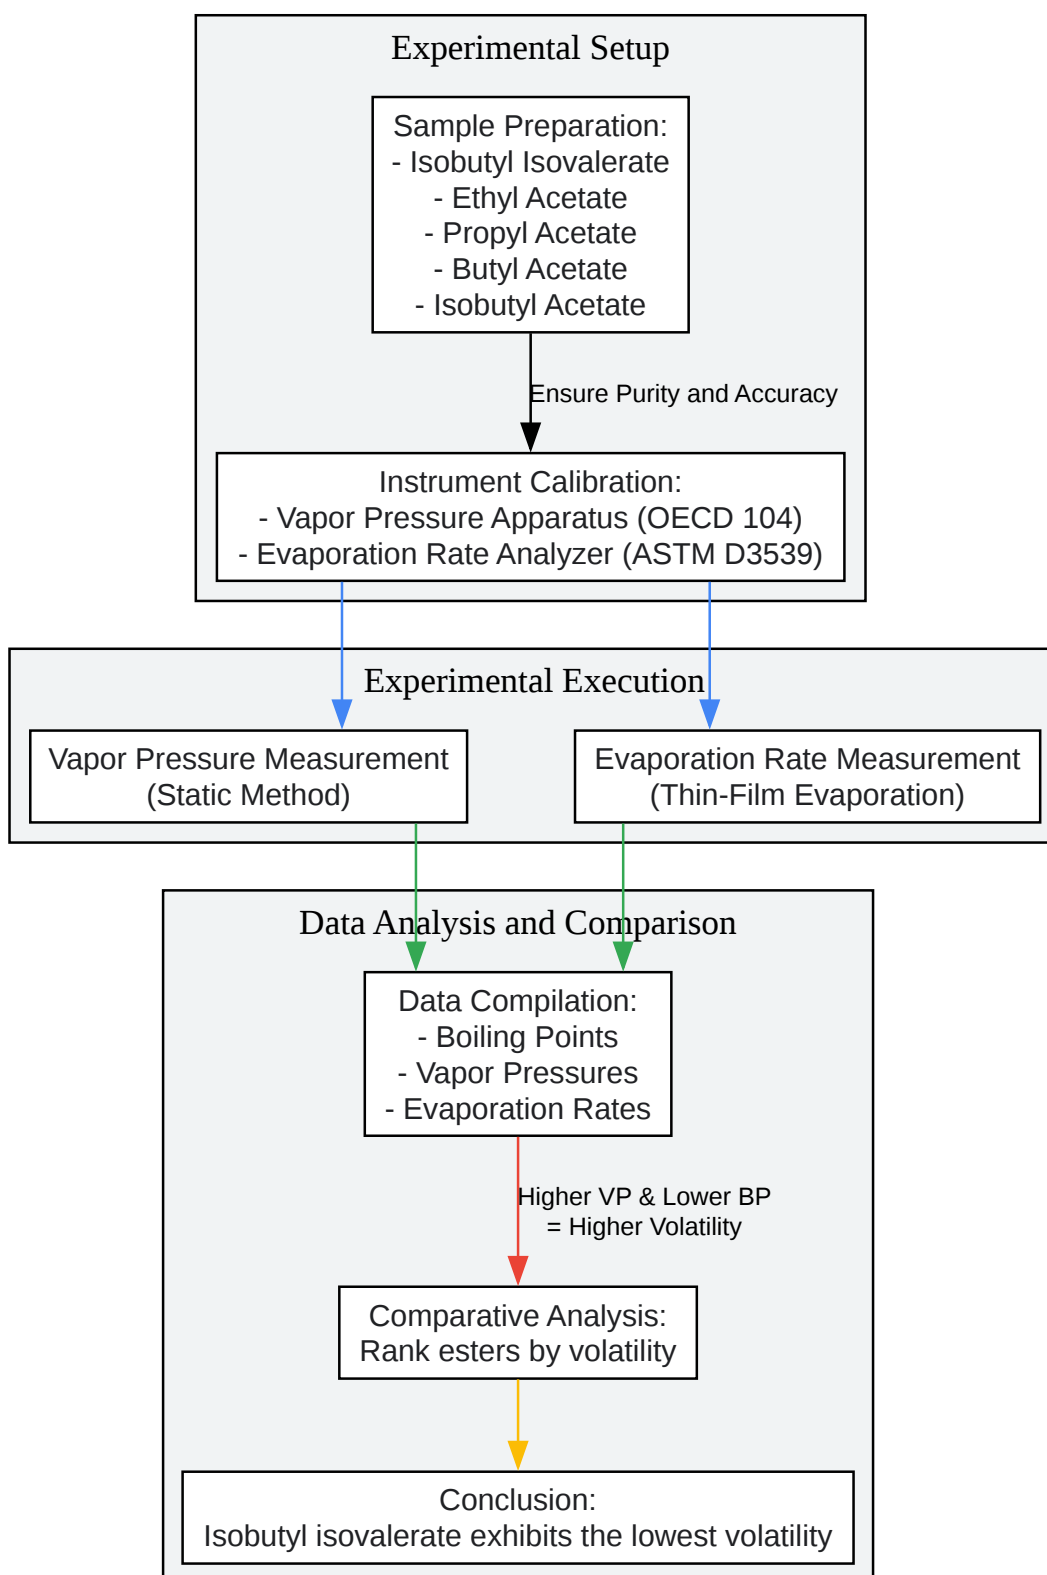 Experimental Setup
Sample Preparation:
- Isobutyl Isovalerate
- Ethyl Acetate
- Propyl Acetate
- Butyl Acetate
- Isobutyl Acetate
Ensure Purity and Accuracy
Instrument Calibration:
- Vapor Pressure Apparatus (OECD 104)
- Evaporation Rate Analyzer (ASTM D3539)
Experimental Execution
Vapor Pressure Measurement
(Static Method)
Evaporation Rate Measurement
(Thin-Film Evaporation)
Data Analysis and Comparison
Data Compilation:
- Boiling Points
- Vapor Pressures
- Evaporation Rates
Higher VP & Lower BP
= Higher Volatility
Comparative Analysis:
Rank esters by volatility
Conclusion:
Isobutyl isovalerate exhibits the lowest volatility